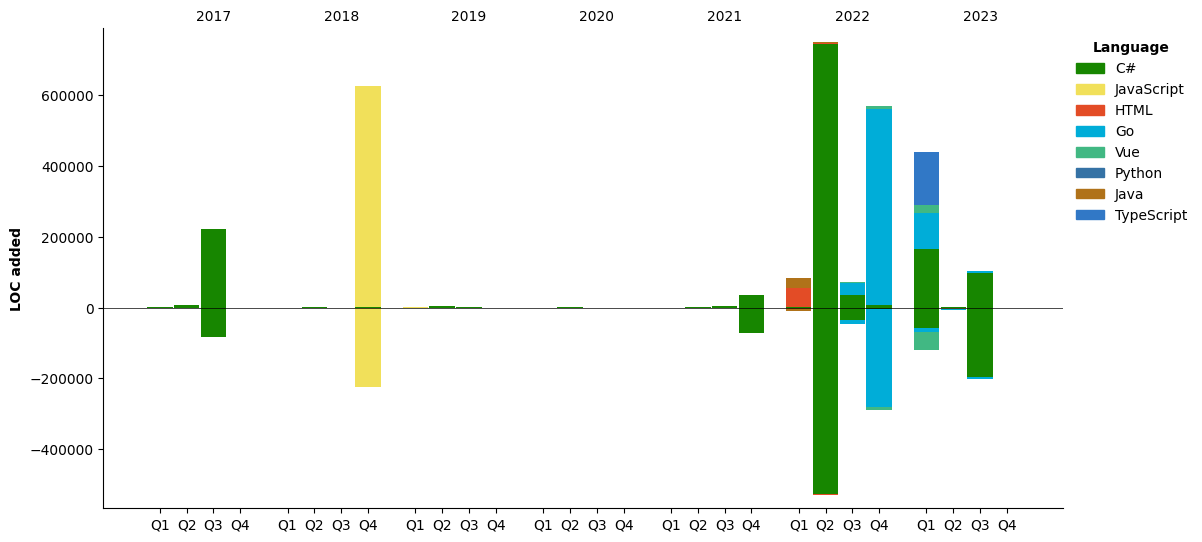 2017 2018 2019 2020 2021 2022 2023
LOC added
600000
400000
200000
0
−200000
−400000
Q1 Q2 Q3 Q4 Q1 Q2 Q3 Q4 Q1 Q2 Q3 Q4 Q1 Q2 Q3 Q4 Q1 Q2 Q3 Q4 Q1 Q2 Q3 Q4 Q1 Q2 Q3 Q4
Language
C#
JavaScript
HTML
Go
Vue
Python
Java
TypeScript